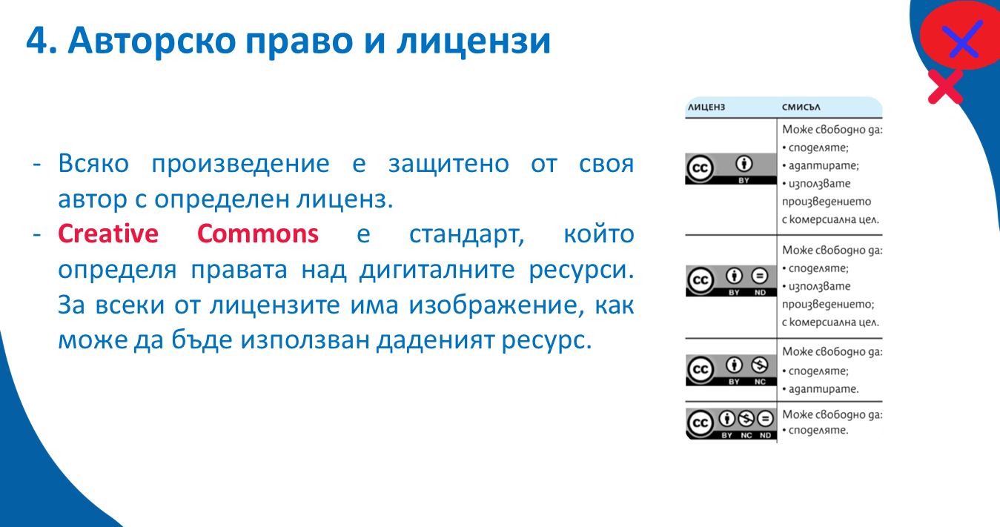 4. Авторско право и лицензи
- Всяко произведение е защитено от своя
автор с определен лиценз.
- Creative Commons е стандарт, който
определя правата над дигиталните ресурси.
За всеки от лицензите има изображение, как
може да бъде използван даденият ресурс.
ЛИЦЕНЗ СМИСЪЛ
cc BY
Може свободно да:
• споделяте;
• адаптирате;
• използвате
произведението
с комерсиална цел.
cc BY ND
Може свободно да:
• споделяте;
• използвате
произведението;
с комерсиална цел.
cc BY NC
Може свободно да:
• споделяте;
• адаптирате.
cc BY NC ND
Може свободно да:
• споделяте.